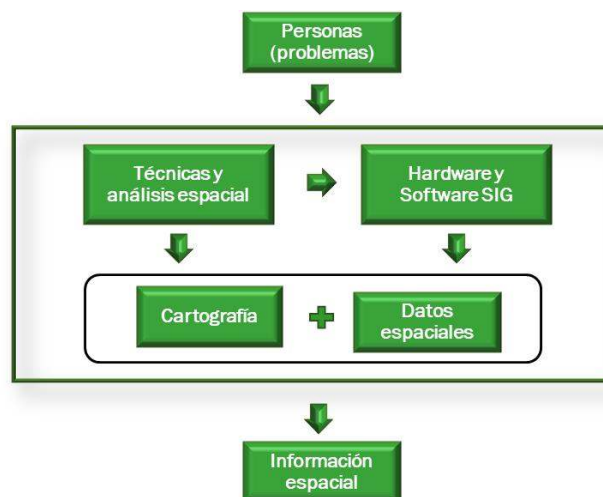 Personas
(problemas)
Técnicas y
análisis espacial
Hardware y
Software SIG
Cartografía
Datos
espaciales
Información
espacial